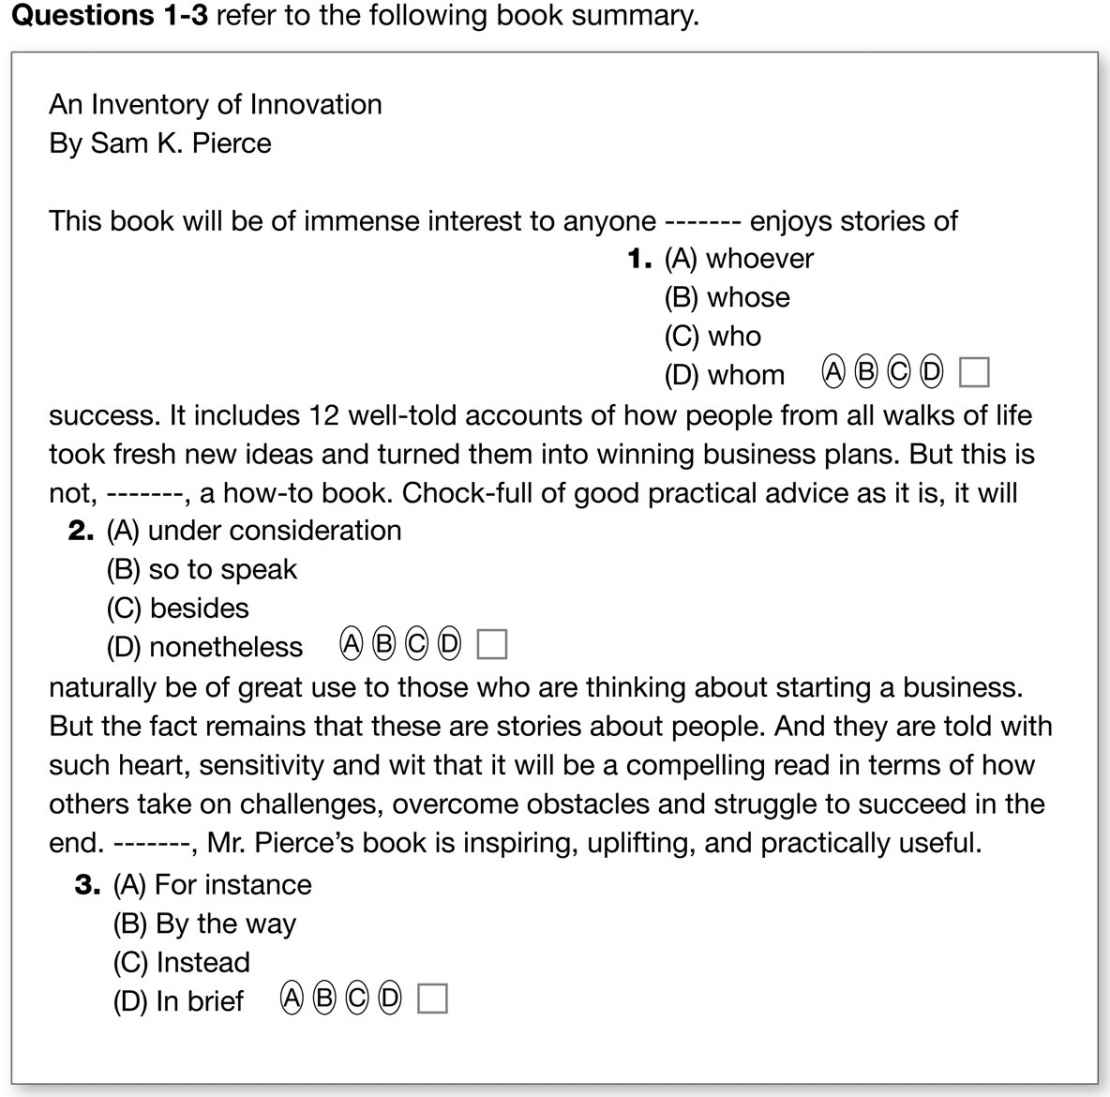 Questions 1-3 refer to the following book summary.
An Inventory of Innovation
By Sam K. Pierce
This book will be of immense interest to anyone ------- enjoys stories of
1. (A) whoever
(B) whose
(C) who
(D) whom Ⓐ Ⓑ Ⓒ Ⓓ
success. It includes 12 well-told accounts of how people from all walks of life
took fresh new ideas and turned them into winning business plans. But this is
not, -------, a how-to book. Chock-full of good practical advice as it is, it will
2. (A) under consideration
(B) so to speak
(C) besides
(D) nonetheless Ⓐ Ⓑ Ⓒ Ⓓ
naturally be of great use to those who are thinking about starting a business.
But the fact remains that these are stories about people. And they are told with
such heart, sensitivity and wit that it will be a compelling read in terms of how
others take on challenges, overcome obstacles and struggle to succeed in the
end. -------, Mr. Pierce’s book is inspiring, uplifting, and practically useful.
3. (A) For instance
(B) By the way
(C) Instead
(D) In brief Ⓐ Ⓑ Ⓒ Ⓓ